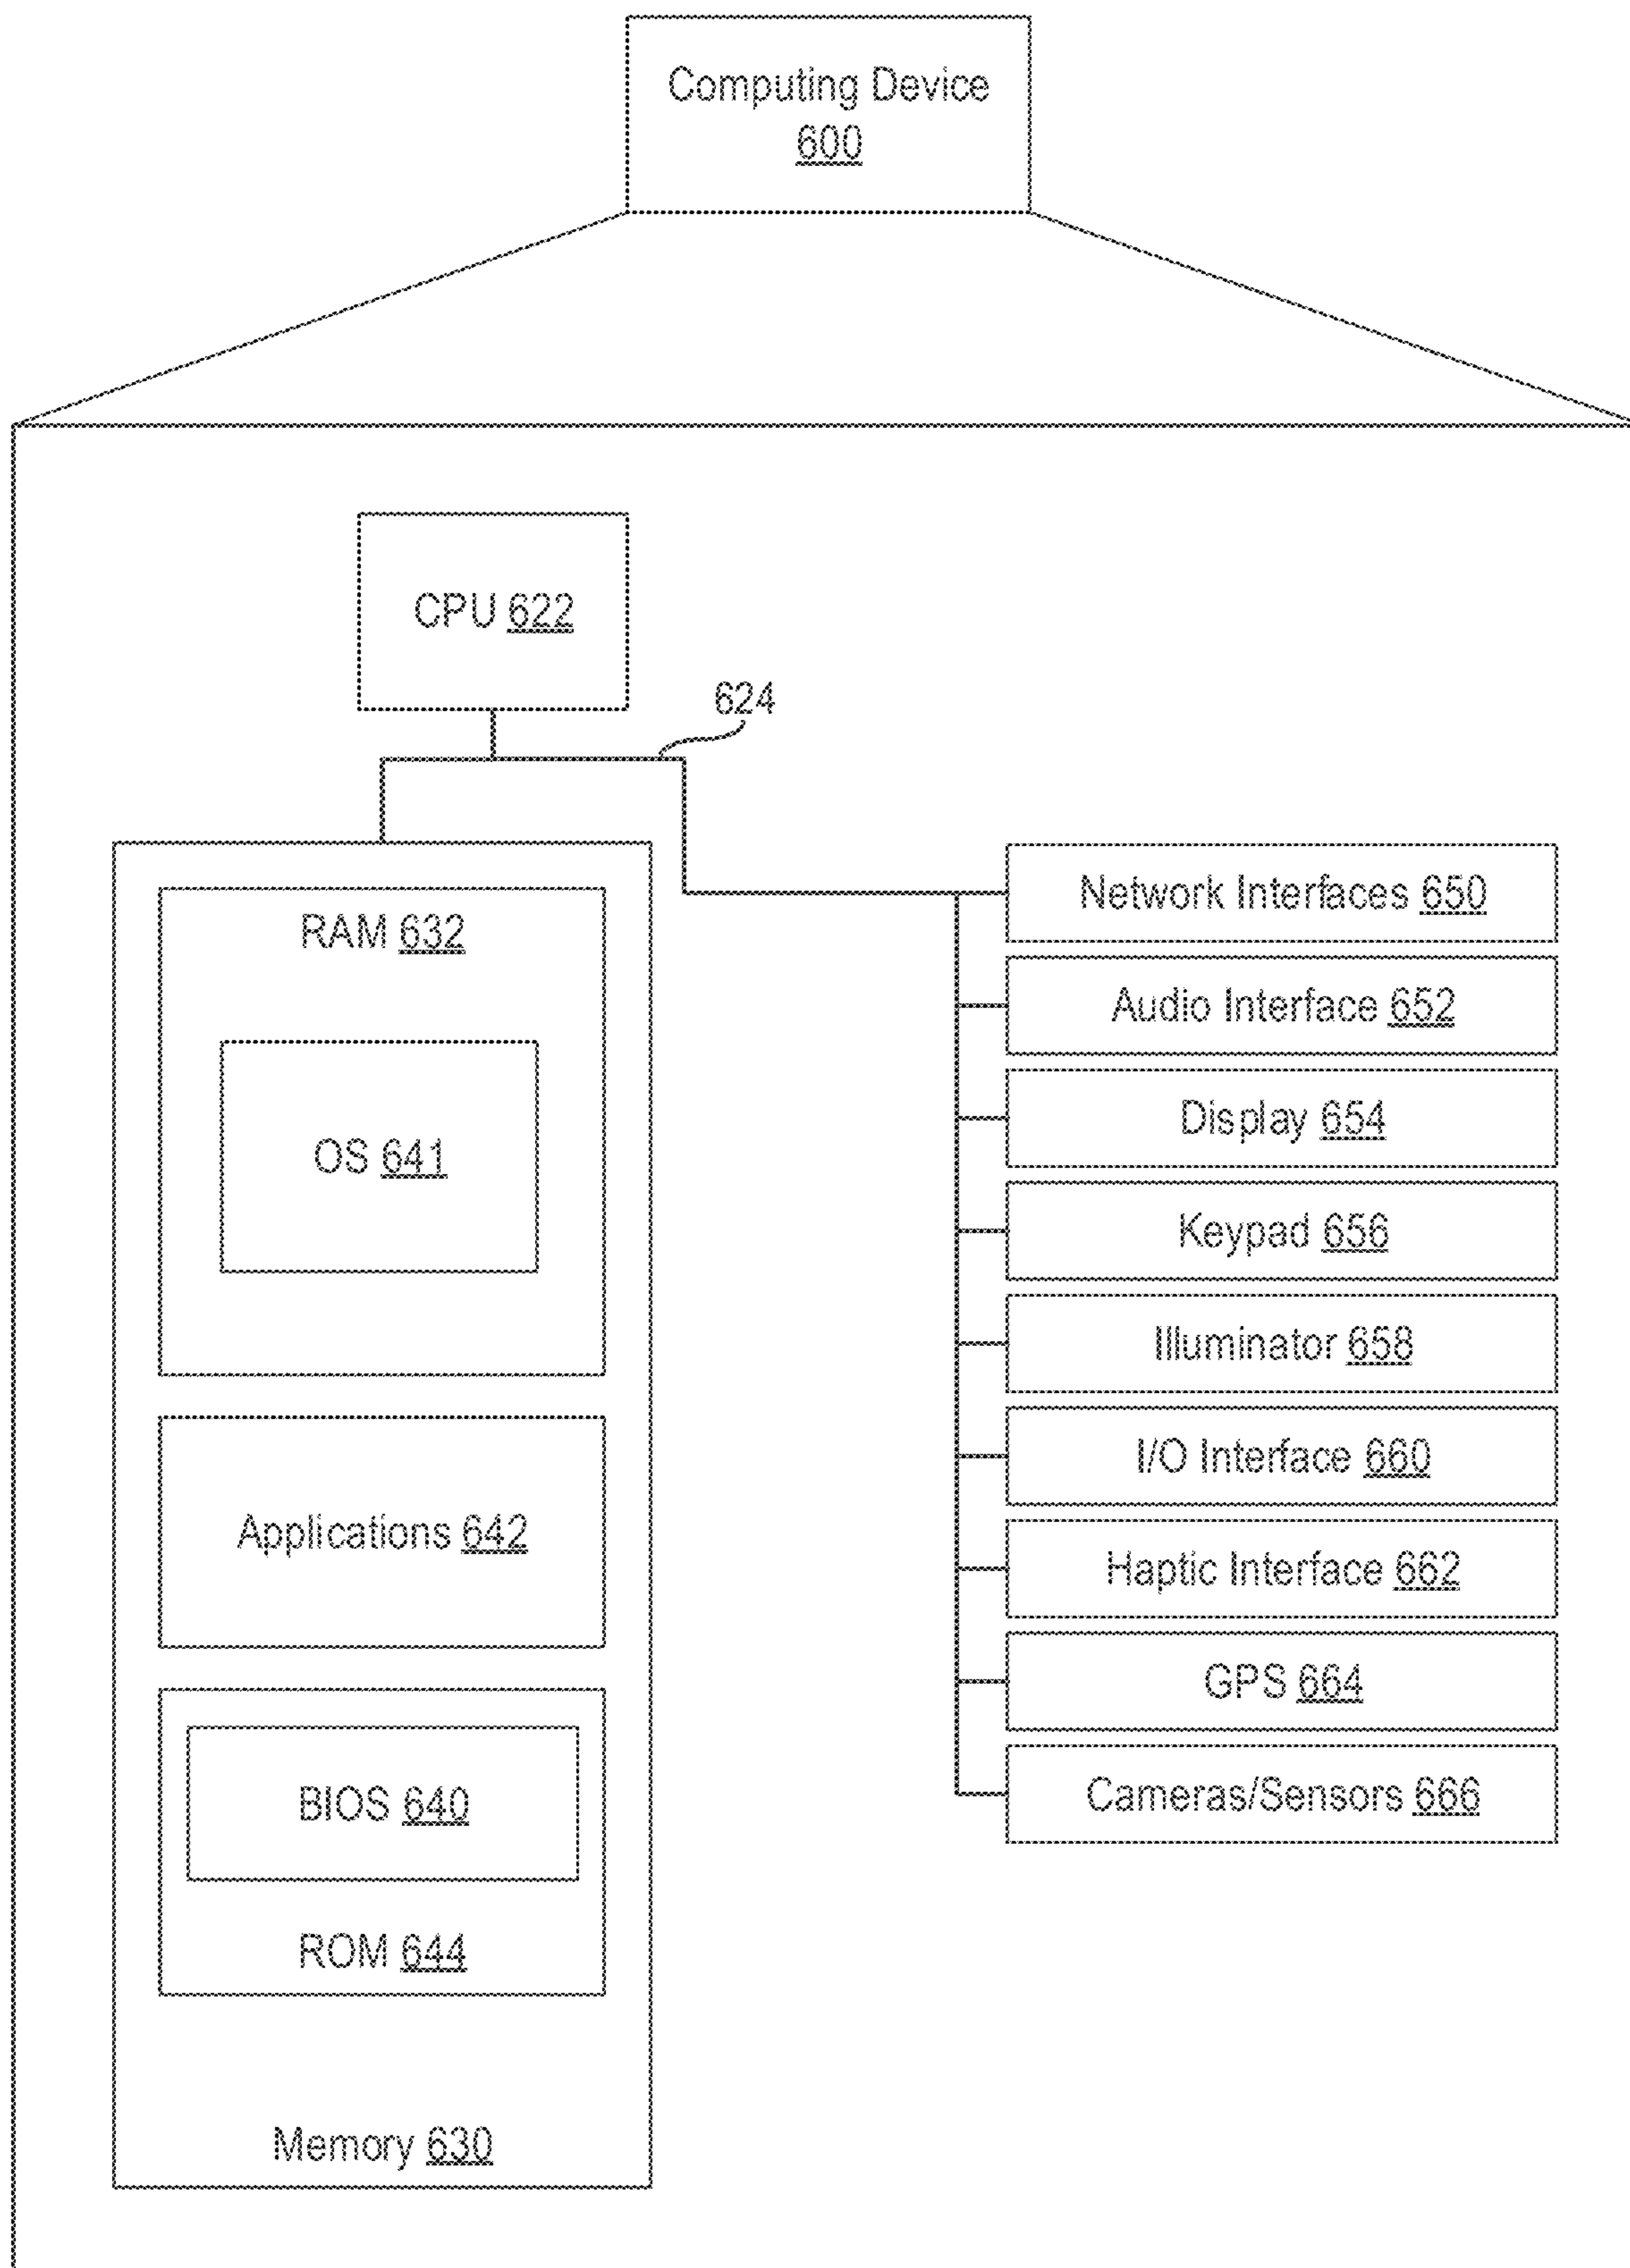 Computing Device
600
CPU 622
624
RAM 632
OS 641
Applications 642
BIOS 640
ROM 644
Memory 630
Network Interfaces 650
Audio Interface 652
Display 654
Keypad 656
Illuminator 658
I/O Interface 660
Haptic Interface 662
GPS 664
Cameras/Sensors 666